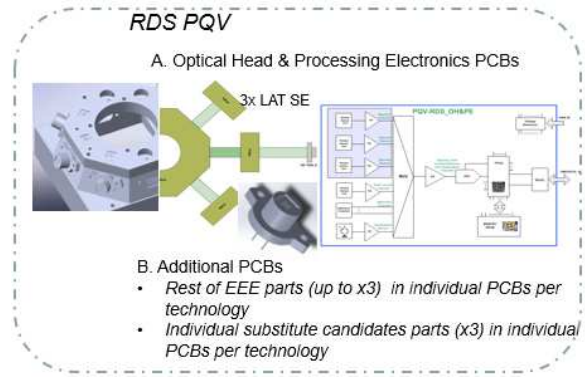 RDS PQV
A. Optical Head & Processing Electronics PCBs
3x LAT SE
PQV-RDS_OH&PE
B. Additional PCBs
• Rest of EEE parts (up to x3) in individual PCBs per
technology
• Individual substitute candidates parts (x3) in individual
PCBs per technology